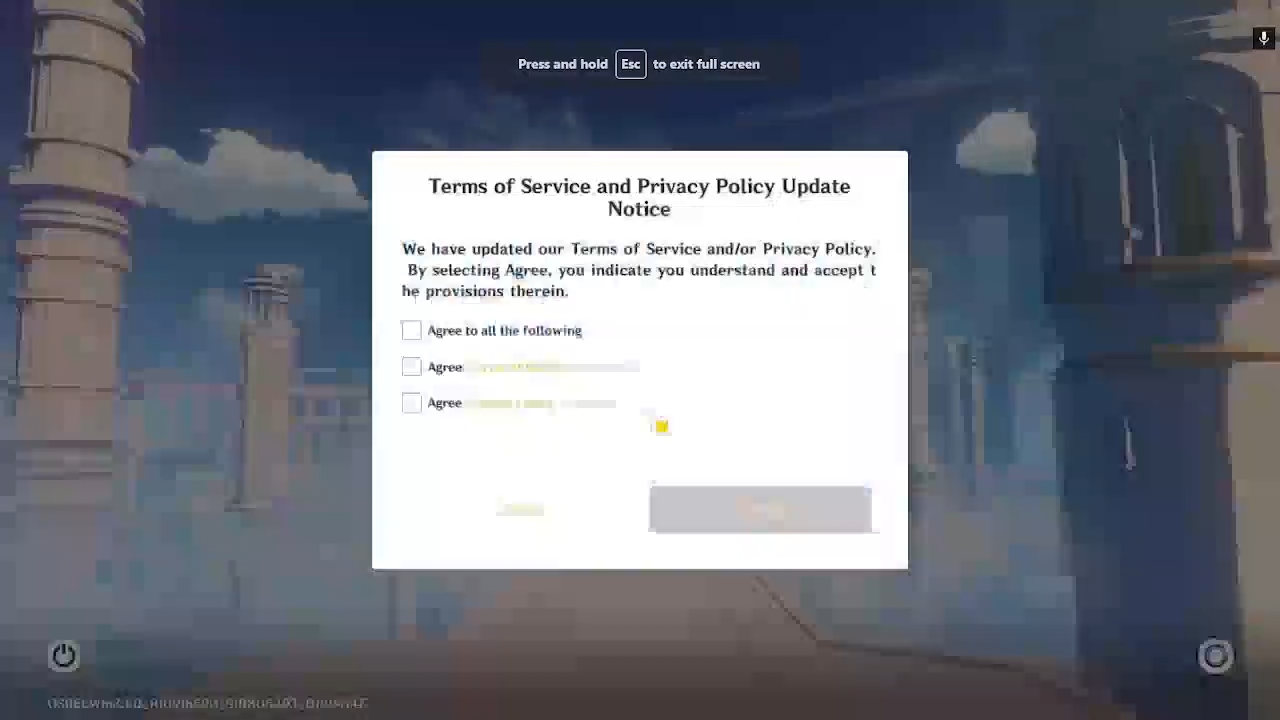 Press and hold Esc to exit full screen
Terms of Service and Privacy Policy Update
Notice
We have updated our Terms of Service and/or Privacy Policy.
By selecting Agree, you indicate you understand and accept t
he provisions therein.
Agree to all the following
Agree
Agree